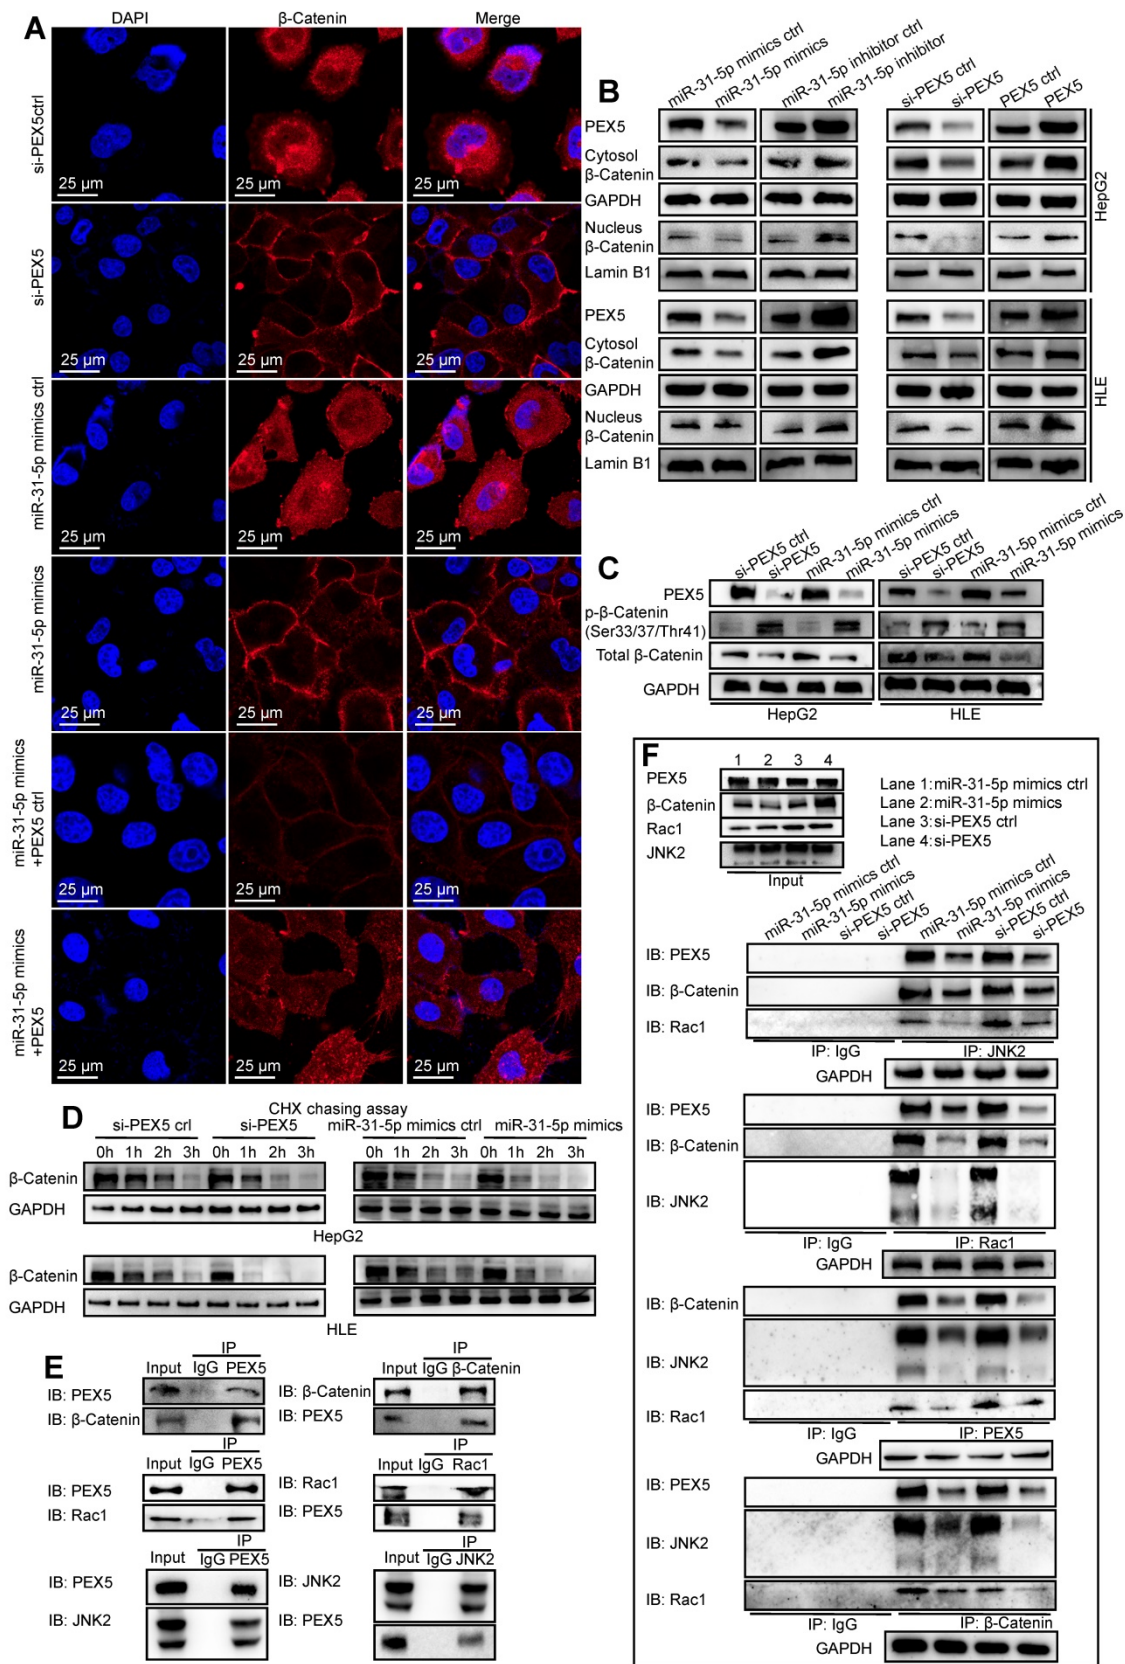 A
DAPI
β-Catenin
Merge
si-PEX5ctrl
25 µm
25 µm
25 µm
si-PEX5
25 µm
25 µm
25 µm
miR-31-5p mimics ctrl
25 µm
25 µm
25 µm
miR-31-5p mimics
25 µm
25 µm
25 µm
miR-31-5p mimics
+PEX5 ctrl
25 µm
25 µm
25 µm
miR-31-5p mimics
+PEX5
25 µm
25 µm
25 µm
B
miR-31-5p mimics ctrl
miR-31-5p mimics
miR-31-5p inhibitor ctrl
miR-31-5p inhibitor
si-PEX5 ctrl
si-PEX5
PEX5 ctrl
PEX5
PEX5
Cytosol
β-Catenin
GAPDH
Nucleus
β-Catenin
Lamin B1
HepG2
PEX5
Cytosol
β-Catenin
GAPDH
Nucleus
β-Catenin
Lamin B1
HLE
C
si-PEX5 ctrl
si-PEX5
miR-31-5p mimics ctrl
miR-31-5p mimics
si-PEX5 ctrl
si-PEX5
miR-31-5p mimics ctrl
miR-31-5p mimics
PEX5
p-β-Catenin
(Ser33/37/Thr41)
Total β-Catenin
GAPDH
HepG2
HLE
D
CHX chasing assay
si-PEX5 crl
si-PEX5
miR-31-5p mimics ctrl
miR-31-5p mimics
0h 1h 2h 3h 0h 1h 2h 3h
0h 1h 2h 3h 0h 1h 2h 3h
β-Catenin
GAPDH
HepG2
β-Catenin
GAPDH
HLE
E
IP
Input IgG PEX5
IB: PEX5
IB: β-Catenin
IP
Input IgG β-Catenin
IB: β-Catenin
IB: PEX5
IP
Input IgG PEX5
IB: PEX5
IB: Rac1
IP
Input IgG Rac1
IB: Rac1
IB: PEX5
IP
Input IgG PEX5
IB: PEX5
IB: JNK2
IP
Input IgG JNK2
IB: JNK2
IB: PEX5
F
1 2 3 4
PEX5
β-Catenin
Rac1
JNK2
Input
Lane 1:miR-31-5p mimics ctrl
Lane 2:miR-31-5p mimics
Lane 3:si-PEX5 ctrl
Lane 4:si-PEX5
miR-31-5p mimics ctrl
miR-31-5p mimics
si-PEX5 ctrl
si-PEX5
miR-31-5p mimics ctrl
miR-31-5p mimics
si-PEX5 ctrl
si-PEX5
IB: PEX5
IB: β-Catenin
IB: Rac1
IP: IgG
IP: JNK2
GAPDH
IB: PEX5
IB: β-Catenin
IB: JNK2
IP: IgG
IP: Rac1
GAPDH
IB: β-Catenin
IB: JNK2
IB: Rac1
IP: IgG
IP: PEX5
GAPDH
IB: PEX5
IB: JNK2
IB: Rac1
IP: IgG
IP: β-Catenin
GAPDH